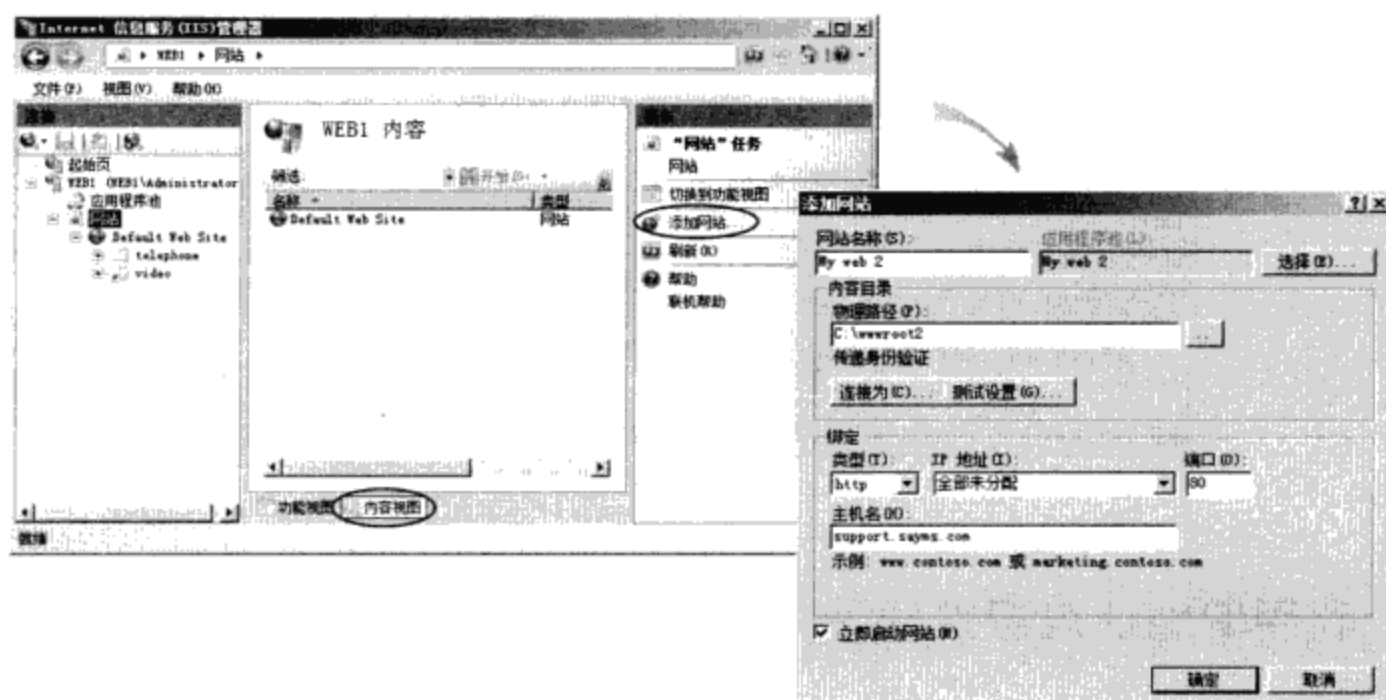 Internet 信息服务(IIS)管理器
WEB1 ▸ 网站 ▸
文件(F) 视图(V) 帮助(H)
连接
起始页
WEB1 (WEB1\Administrator
应用程序池
网站
Default Web Site
telephone
video
WEB1 内容
筛选:
开始(G)
名称
类型
Default Web Site
网站
功能视图
内容视图
“网站”任务
网站
切换到功能视图
添加网站...
刷新(R)
帮助
联机帮助
就绪
添加网站
网站名称(S):
应用程序池(L):
My web 2
My web 2
选择(E)...
内容目录
物理路径(P):
C:\wwwroot2
...
传递身份验证
连接为(C)...
测试设置(G)...
绑定
类型(T):
IP 地址(I):
端口(O):
http
全部未分配
80
主机名(H):
support.sayms.com
示例: www.contoso.com 或 marketing.contoso.com
立即启动网站(M)
确定
取消